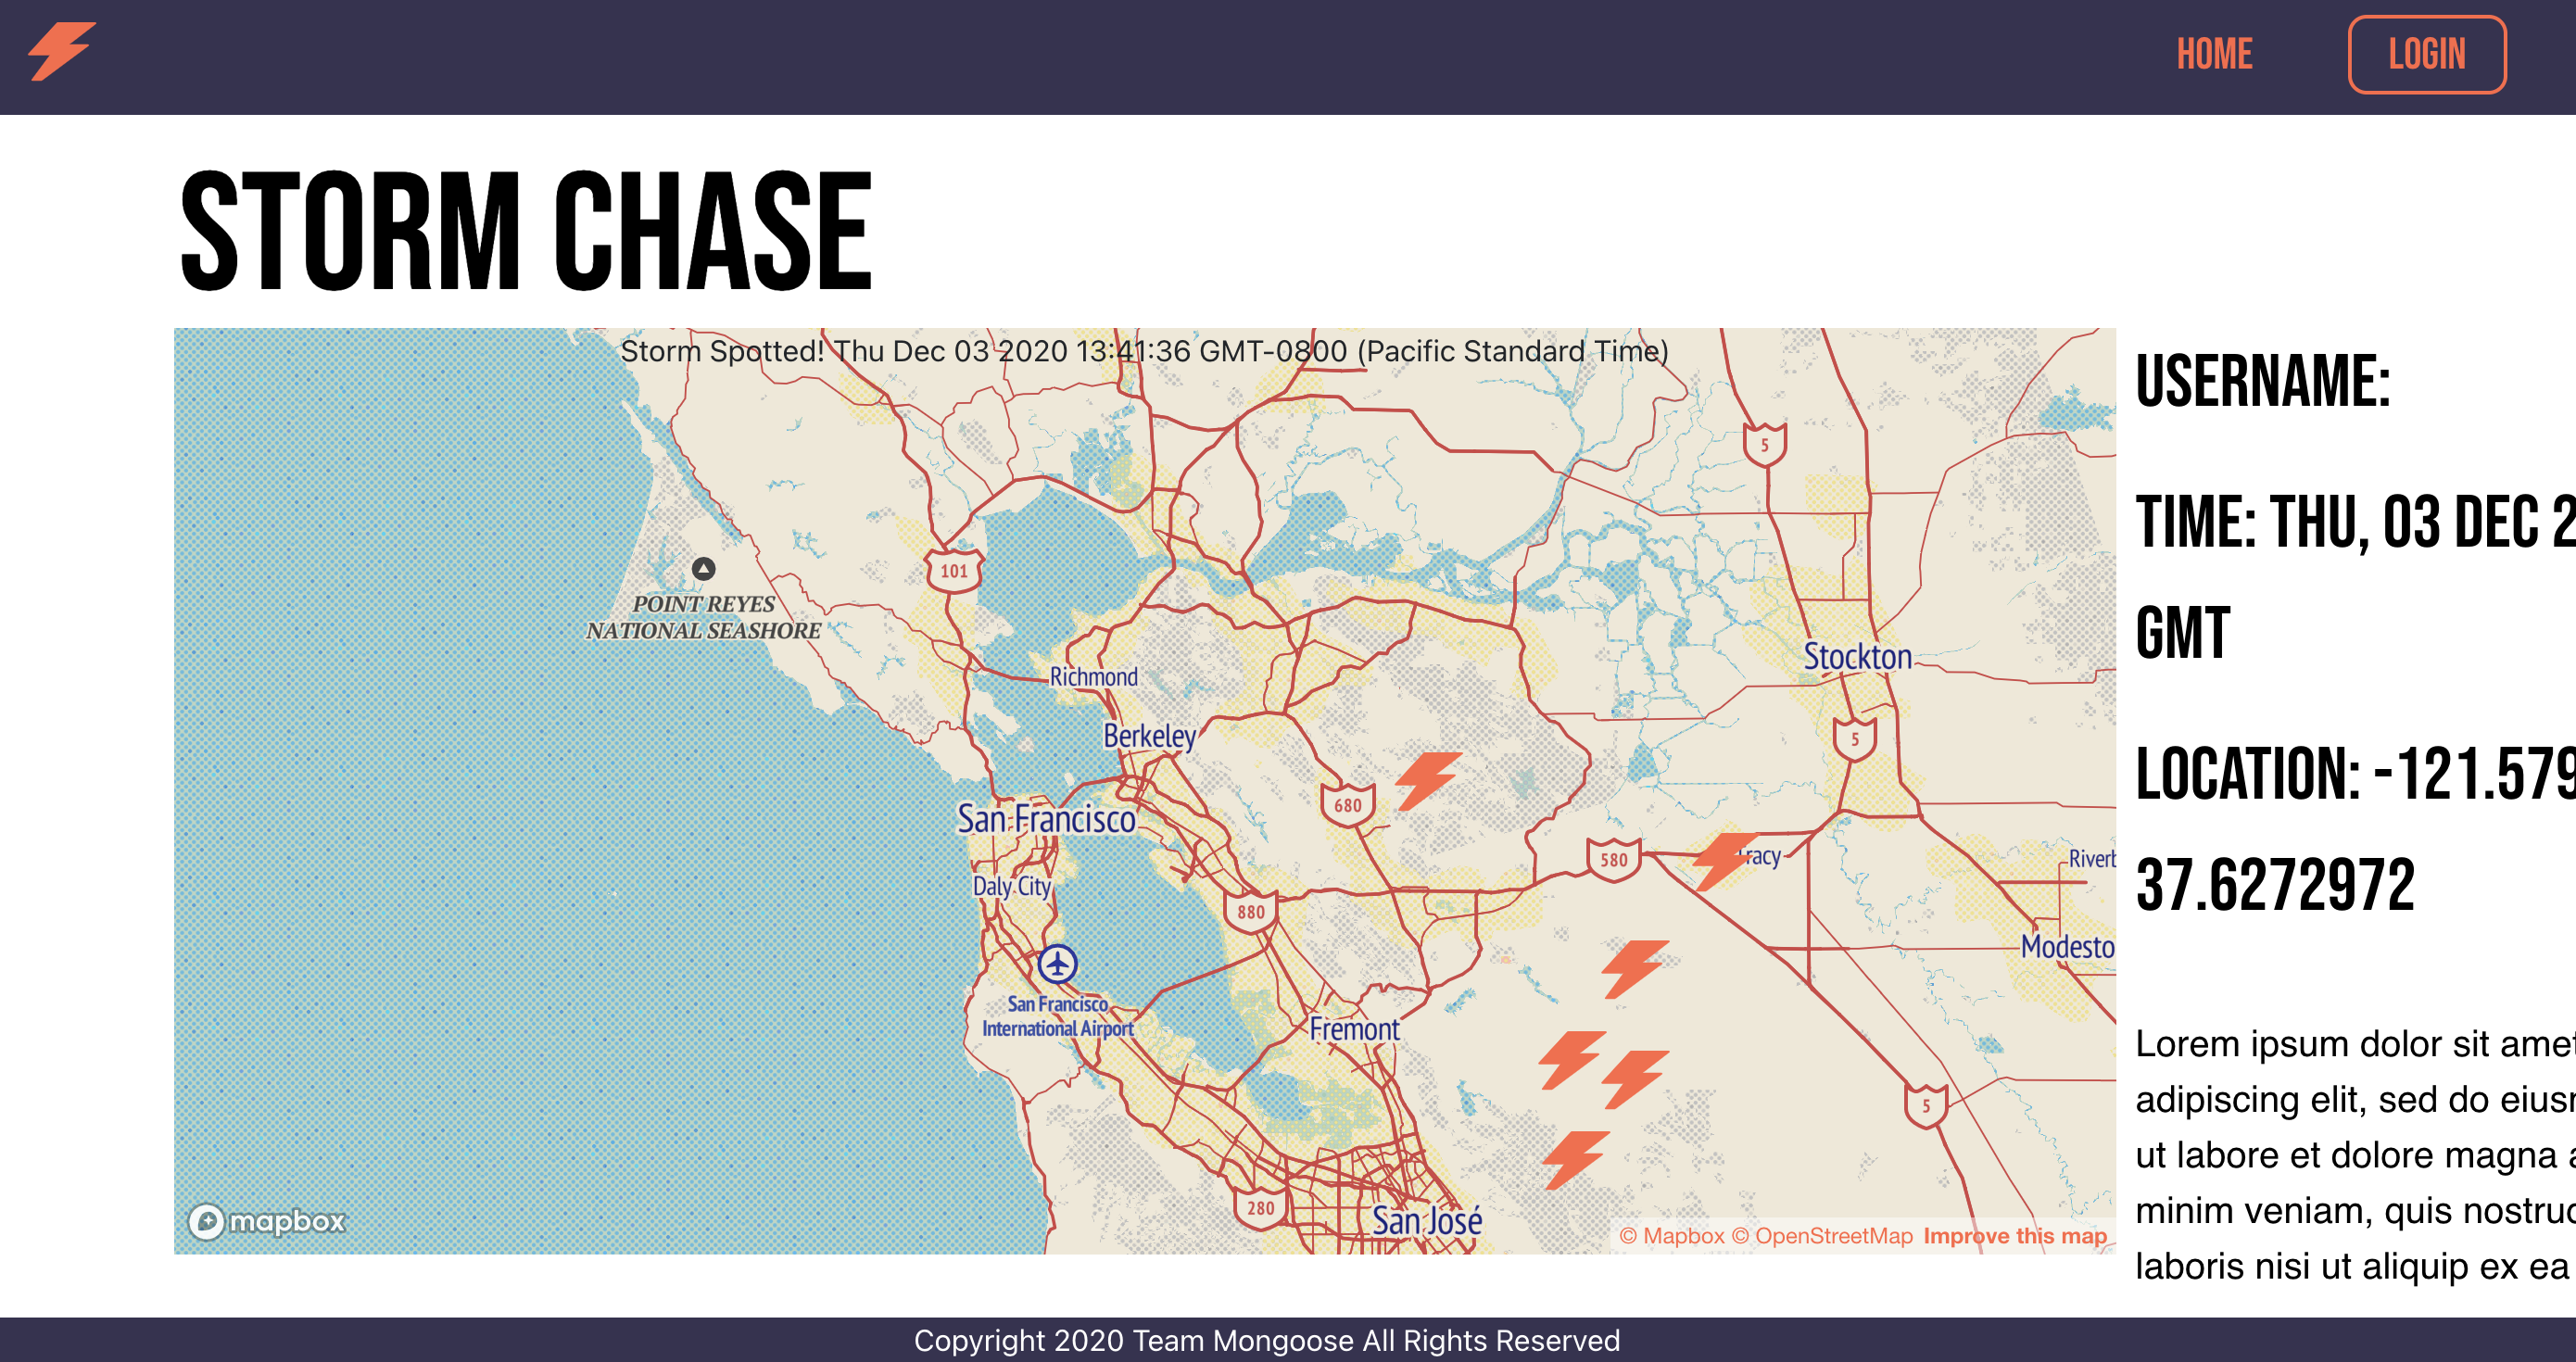 HOME
LOGIN
STORM CHASE
Storm Spotted! Thu Dec 03 2020 13:41:36 GMT-0800 (Pacific Standard Time)
5
101
POINT REYES
NATIONAL SEASHORE
Richmond
Stockton
Berkeley
5
680
San Francisco
580
Daly City
880
Modesto
San Francisco
International Airport
Fremont
5
280
San José
mapbox
© Mapbox © OpenStreetMap Improve this map
USERNAME:
TIME: THU, 03 DEC 2
GMT
LOCATION: -121.579
37.6272972
Lorem ipsum dolor sit amet
adipiscing elit, sed do
ut labore et dolore magna
minim veniam, quis
laboris nisi ut aliquip ex ea
Copyright 2020 Team Mongoose All Rights Reserved